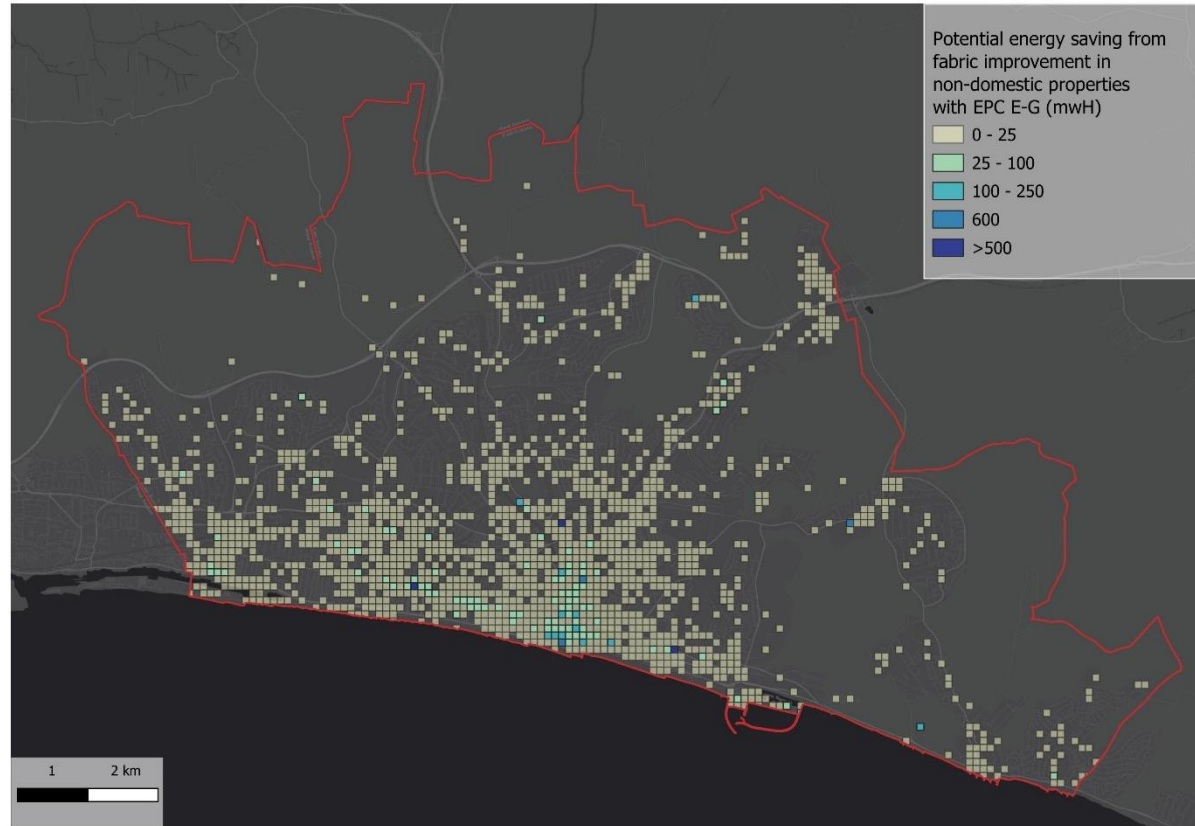 Potential energy saving from
fabric improvement in
non-domestic properties
with EPC E-G (mwH)
0 - 25
25 - 100
100 - 250
600
>500
1 2 km